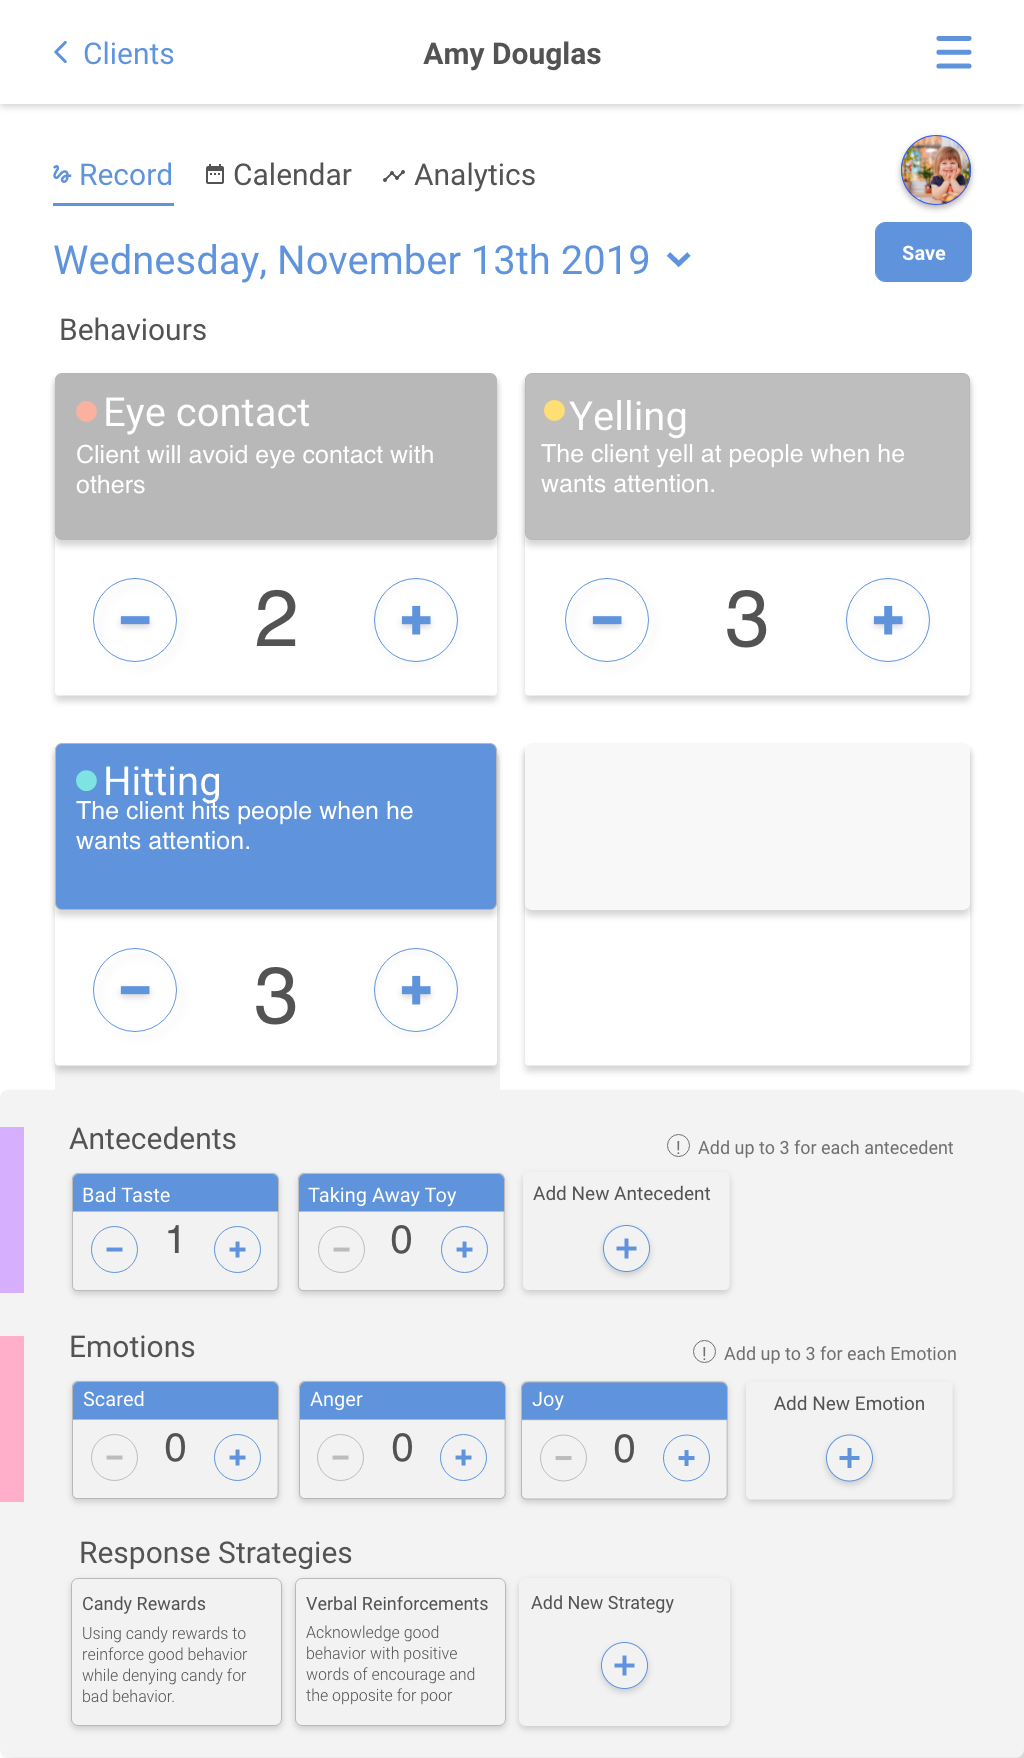 Clients
Amy Douglas
Record
Calendar
Analytics
Wednesday, November 13th 2019
Save
Behaviours
Eye contact
Client will avoid eye contact with
others
Yelling
The client yell at people when he
wants attention.
2
3
Hitting
The client hits people when he
wants attention.
3
Antecedents
! Add up to 3 for each antecedent
Bad Taste
Taking Away Toy
Add New Antecedent
1
0
Emotions
! Add up to 3 for each Emotion
Scared
Anger
Joy
Add New Emotion
0
0
0
Response Strategies
Candy Rewards
Using candy rewards to
reinforce good behavior
while denying candy for
bad behavior.
Verbal Reinforcements
Acknowledge good
behavior with positive
words of encourage and
the opposite for poor
Add New Strategy